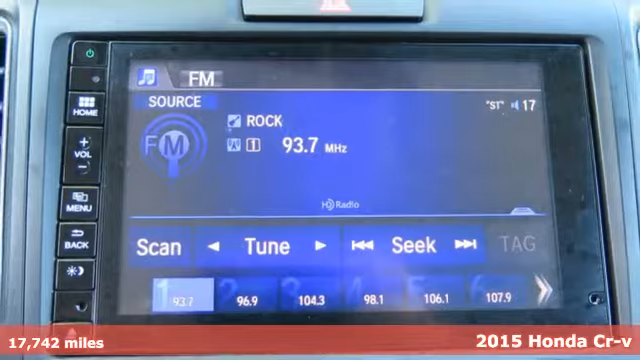 FM
SOURCE
"ST" 17
HOME
ROCK
FM
1 93.7 MHz
+
VOL
−
HD Radio
MENU
BACK
Scan Tune Seek TAG
1 2 3 4 5 6
93.7 96.9 104.3 98.1 106.1 107.9
17,742 miles
2015 Honda Cr-v